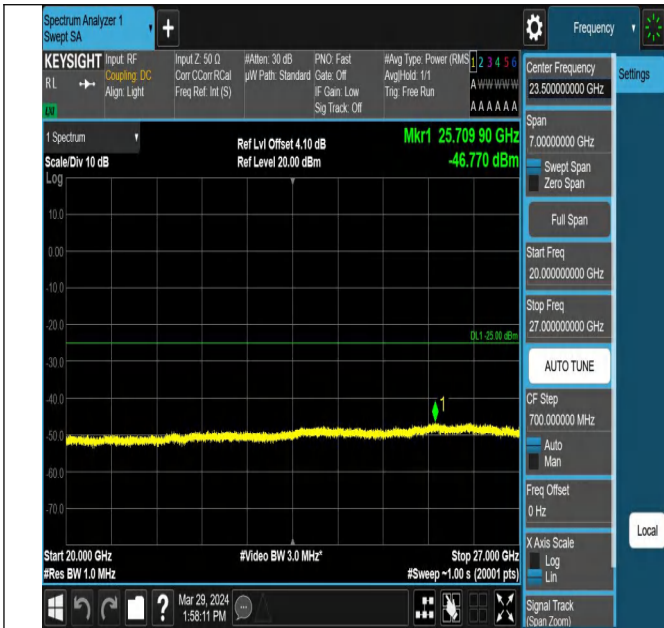 Spectrum Analyzer 1
Swept SA
+
Frequency
KEYSIGHT
RL
LXI
Input: RF
Coupling: DC
Align: Light
Input Z: 50 Ω
Corr CCorr RCal
Freq Ref: Int (S)
#Atten: 30 dB
µW Path: Standard
PNO: Fast
Gate: Off
IF Gain: Low
Sig Track: Off
#Avg Type: Power (RMS
Avg|Hold: 1/1
Trig: Free Run
1 2 3 4 5 6
A W W W W W
A A A A A A
1 Spectrum
Scale/Div 10 dB
Log
Ref Lvl Offset 4.10 dB
Ref Level 20.00 dBm
Mkr1 25.709 90 GHz
-46.770 dBm
10.0
0.00
-10.0
-20.0
DL1 -25.00 dBm
-30.0
-40.0
1
-50.0
-60.0
-70.0
Start 20.000 GHz
#Res BW 1.0 MHz
#Video BW 3.0 MHz*
Stop 27.000 GHz
#Sweep ~1.00 s (20001 pts)
?
Mar 29, 2024
1:58:11 PM
Center Frequency
23.500000000 GHz
Settings
Span
7.00000000 GHz
Swept Span
Zero Span
Full Span
Start Freq
20.000000000 GHz
Stop Freq
27.000000000 GHz
AUTO TUNE
CF Step
700.000000 MHz
Auto
Man
Freq Offset
0 Hz
X Axis Scale
Log
Lin
Local
Signal Track
(Span Zoom)